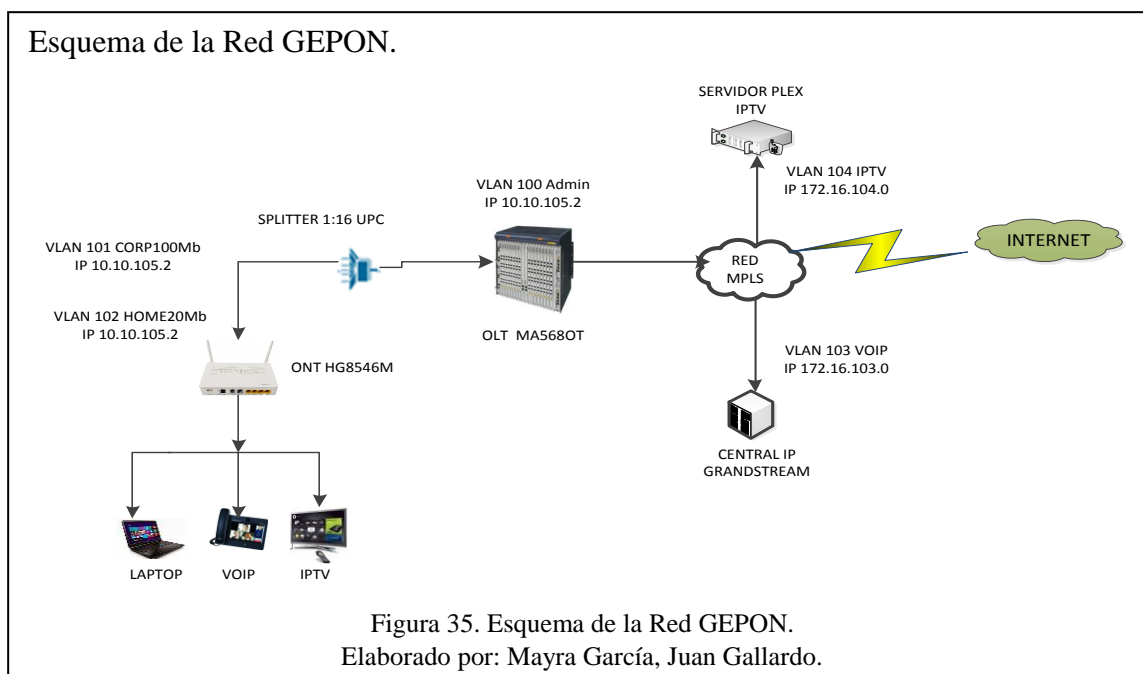 Esquema de la Red GEPON.
SERVIDOR PLEX
IPTV
VLAN 104 IPTV
IP 172.16.104.0
VLAN 100 Admin
IP 10.10.105.2
SPLITTER 1:16 UPC
VLAN 101 CORP100Mb
IP 10.10.105.2
INTERNET
RED
MPLS
VLAN 102 HOME20Mb
IP 10.10.105.2
OLT MA568OT
ONT HG8546M
VLAN 103 VOIP
IP 172.16.103.0
CENTRAL IP
GRANDSTREAM
LAPTOP
VOIP
IPTV
Figura 35. Esquema de la Red GEPON.
Elaborado por: Mayra García, Juan Gallardo.